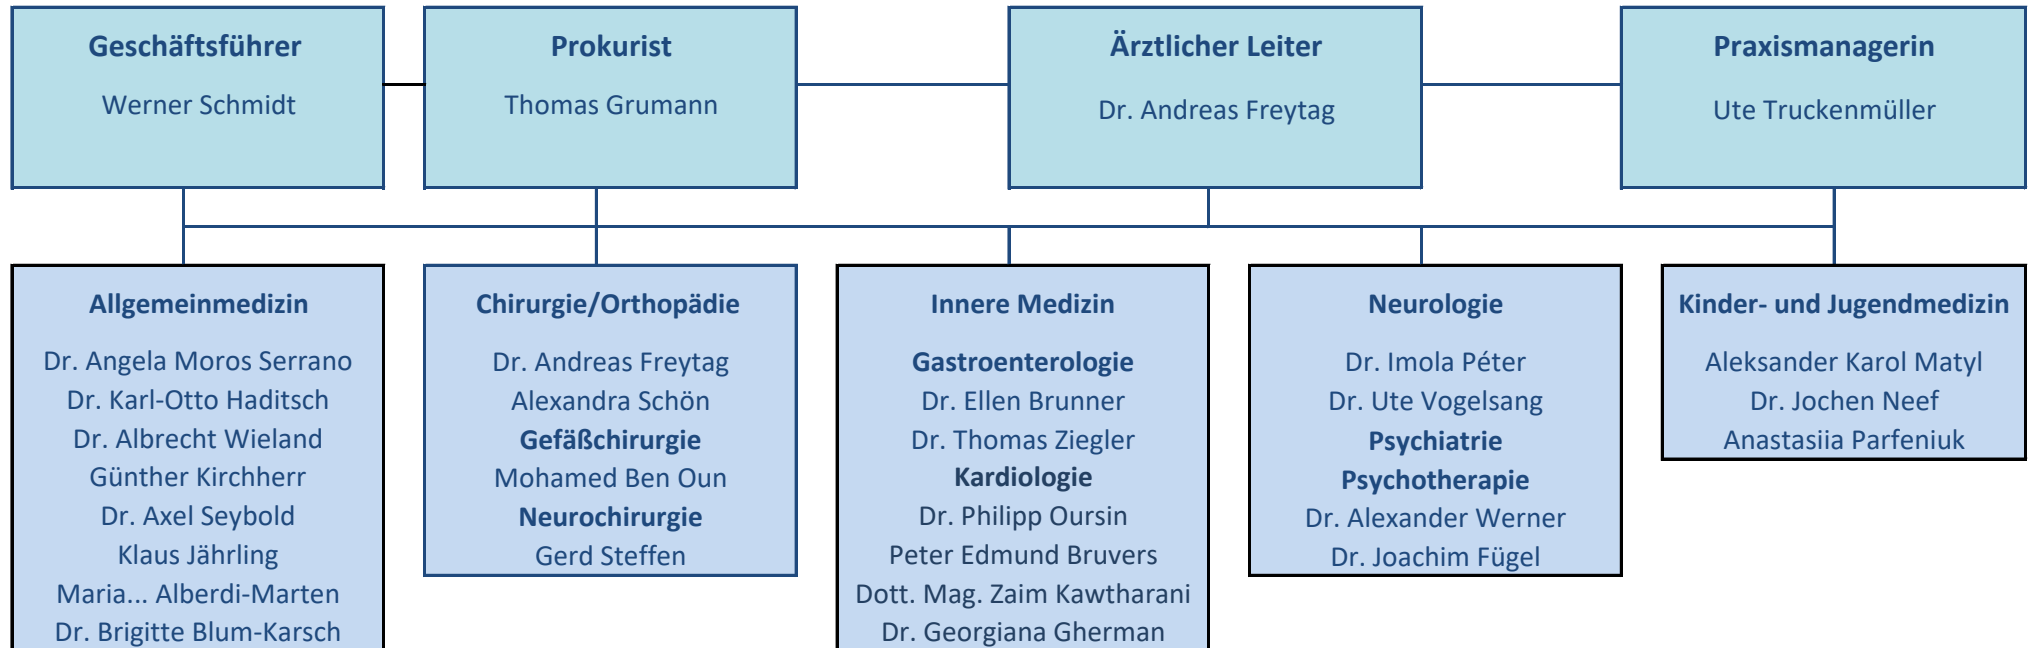 Geschäftsführer
Werner Schmidt
Prokurist
Thomas Grumann
Ärztlicher Leiter
Dr. Andreas Freytag
Praxismanagerin
Ute Truckenmüller
Allgemeinmedizin
Dr. Angela Moros Serrano
Dr. Karl-Otto Haditsch
Dr. Albrecht Wieland
Günther Kirchherr
Dr. Axel Seybold
Klaus Jährling
Maria... Alberdi-Marten
Dr. Brigitte Blum-Karsch
Chirurgie/Orthopädie
Dr. Andreas Freytag
Alexandra Schön
Gefäßchirurgie
Mohamed Ben Oun
Neurochirurgie
Gerd Steffen
Innere Medizin
Gastroenterologie
Dr. Ellen Brunner
Dr. Thomas Ziegler
Kardiologie
Dr. Philipp Oursin
Peter Edmund Bruvers
Dott. Mag. Zaim Kawtharani
Dr. Georgiana Gherman
Neurologie
Dr. Imola Péter
Dr. Ute Vogelsang
Psychiatrie
Psychotherapie
Dr. Alexander Werner
Dr. Joachim Fügel
Kinder- und Jugendmedizin
Aleksander Karol Matyl
Dr. Jochen Neef
Anastasiia Parfeniuk